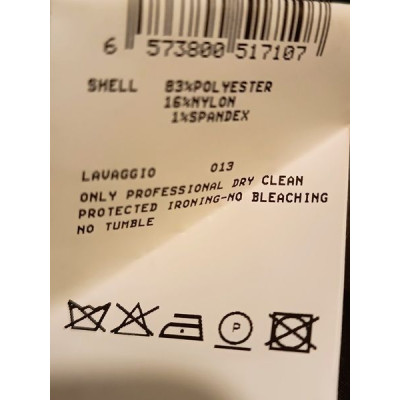 6 573800 517107
SHELL 83%POLYESTER
16%NYLON
1%SPANDEX
LAVAGGIO 013
ONLY PROFESSIONAL DRY CLEAN
PROTECTED IRONING-NO BLEACHING
NO TUMBLE
P